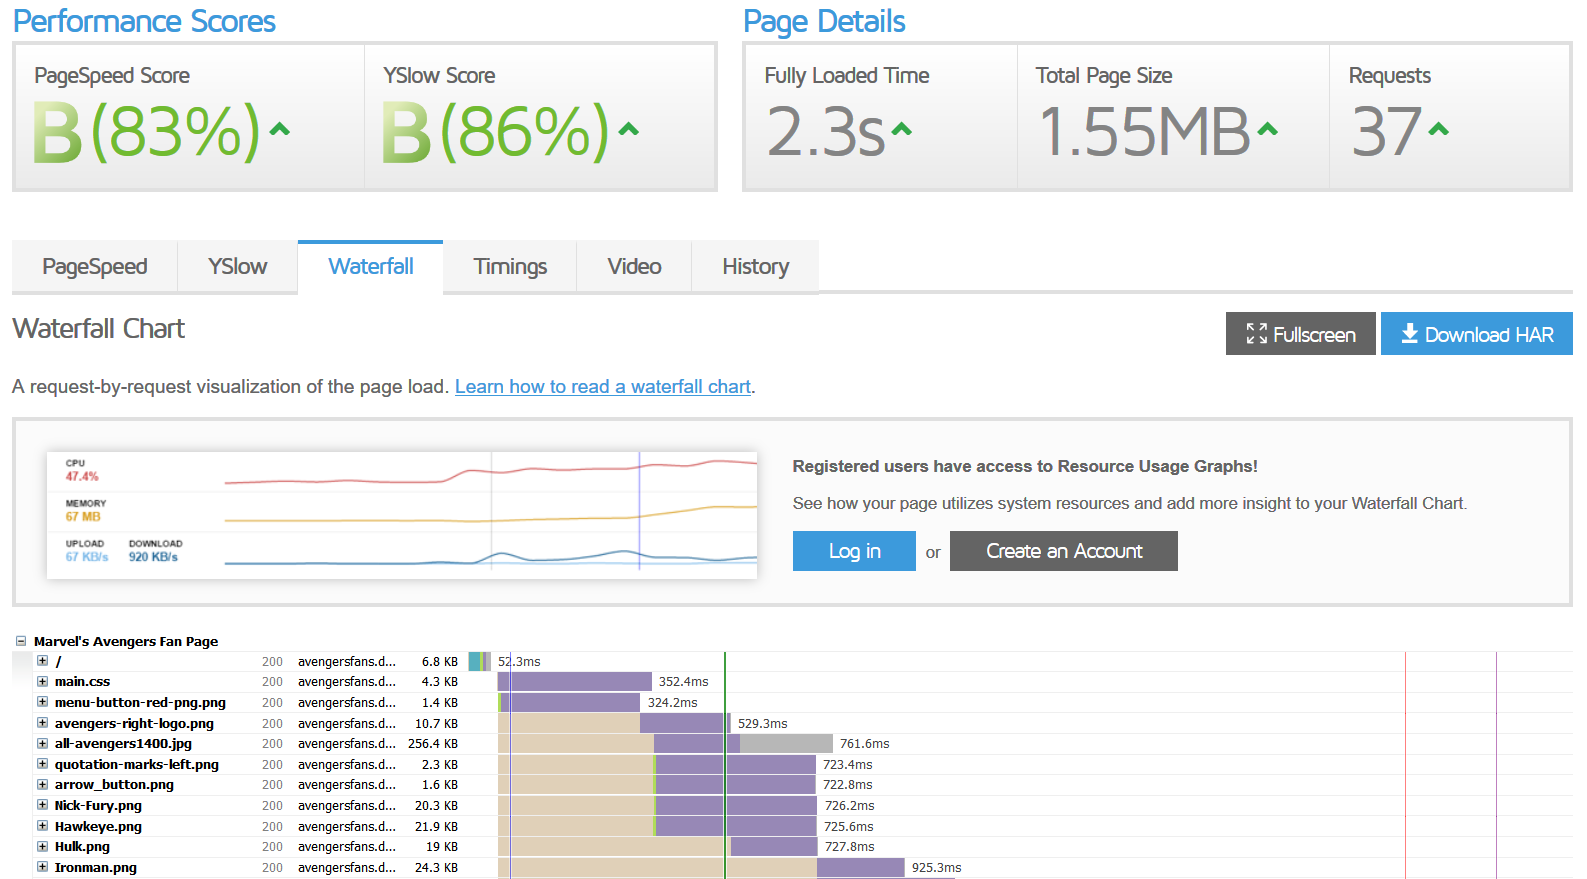 Performance Scores
Page Details
PageSpeed Score
B(83%)
YSlow Score
B(86%)
Fully Loaded Time
2.3s
Total Page Size
1.55MB
Requests
37
PageSpeed YSlow Waterfall Timings Video History
Waterfall Chart
Fullscreen Download HAR
A request-by-request visualization of the page load. Learn how to read a waterfall chart.
CPU
47.4%
MEMORY
67 MB
UPLOAD DOWNLOAD
67 KB/s 920 KB/s
Registered users have access to Resource Usage Graphs!
See how your page utilizes system resources and add more insight to your Waterfall Chart.
Log in or Create an Account
Marvel's Avengers Fan Page
/ 200 avengersfans.d... 6.8 KB 52.3ms
main.css 200 avengersfans.d... 4.3 KB 352.4ms
menu-button-red-png.png 200 avengersfans.d... 1.4 KB 324.2ms
avengers-right-logo.png 200 avengersfans.d... 10.7 KB 529.3ms
all-avengers1400.jpg 200 avengersfans.d... 256.4 KB 761.6ms
quotation-marks-left.png 200 avengersfans.d... 2.3 KB 723.4ms
arrow_button.png 200 avengersfans.d... 1.6 KB 722.8ms
Nick-Fury.png 200 avengersfans.d... 20.3 KB 726.2ms
Hawkeye.png 200 avengersfans.d... 21.9 KB 725.6ms
Hulk.png 200 avengersfans.d... 19 KB 727.8ms
Ironman.png 200 avengersfans.d... 24.3 KB 925.3ms